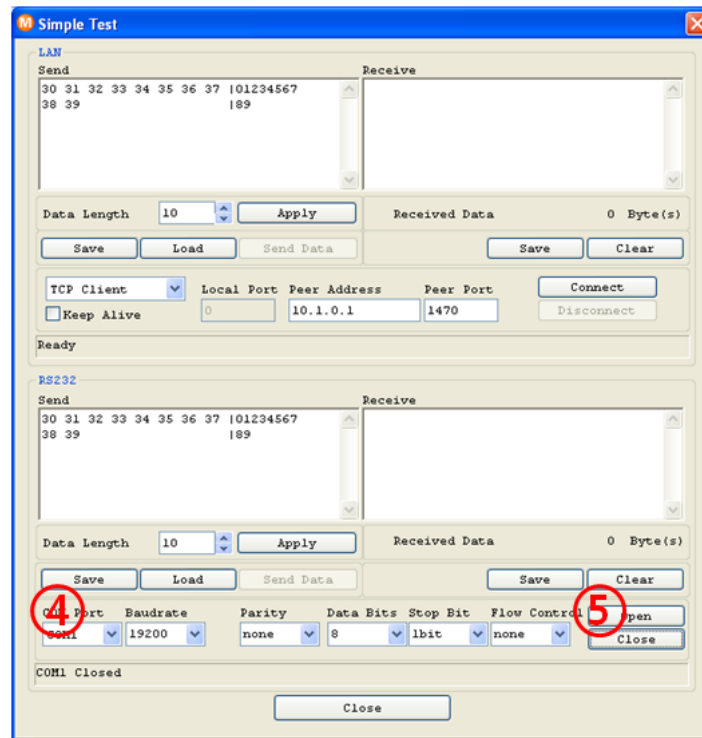 Simple Test
LAN
Send
Receive
30 31 32 33 34 35 36 37 |01234567
38 39 |89
Data Length 10 Apply Received Data 0 Byte(s)
Save Load Send Data Save Clear
TCP Client Local Port Peer Address Peer Port Connect
Keep Alive 0 10.1.0.1 1470 Disconnect
Ready
RS232
Send
Receive
30 31 32 33 34 35 36 37 |01234567
38 39 |89
Data Length 10 Apply Received Data 0 Byte(s)
Save Load Send Data Save Clear
④ Port Baudrate Parity Data Bits Stop Bit Flow Control ⑤ Open
COM1 19200 none 8 1bit none Close
COM1 Closed
Close